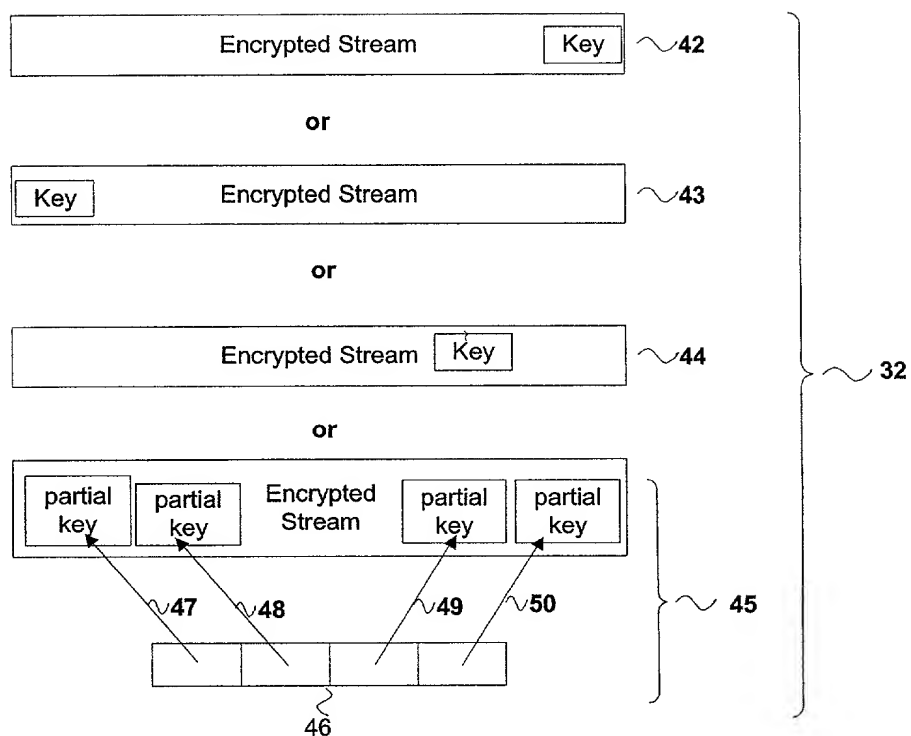 Encrypted Stream Key 42
or
Key Encrypted Stream 43
or
Encrypted Stream Key 44
32
or
partial key
partial key
Encrypted Stream
partial key
partial key
47 48 49 50 45
46